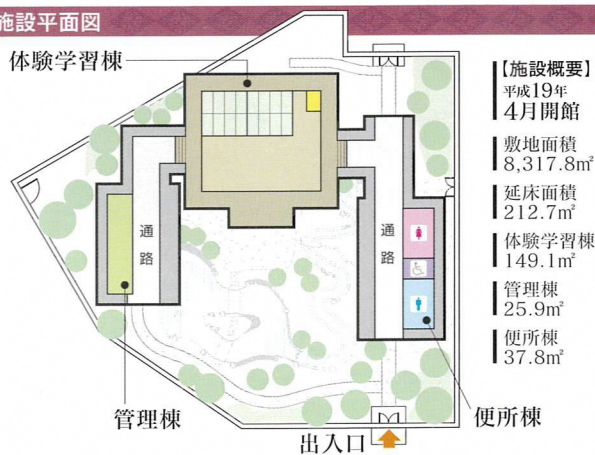 施設平面図
体験学習棟
通路
通路
管理棟
便所棟
出入口
【施設概要】
平成19年
4月開館
敷地面積
8,317.8㎡
延床面積
212.7㎡
体験学習棟
149.1㎡
管理棟
25.9㎡
便所棟
37.8㎡